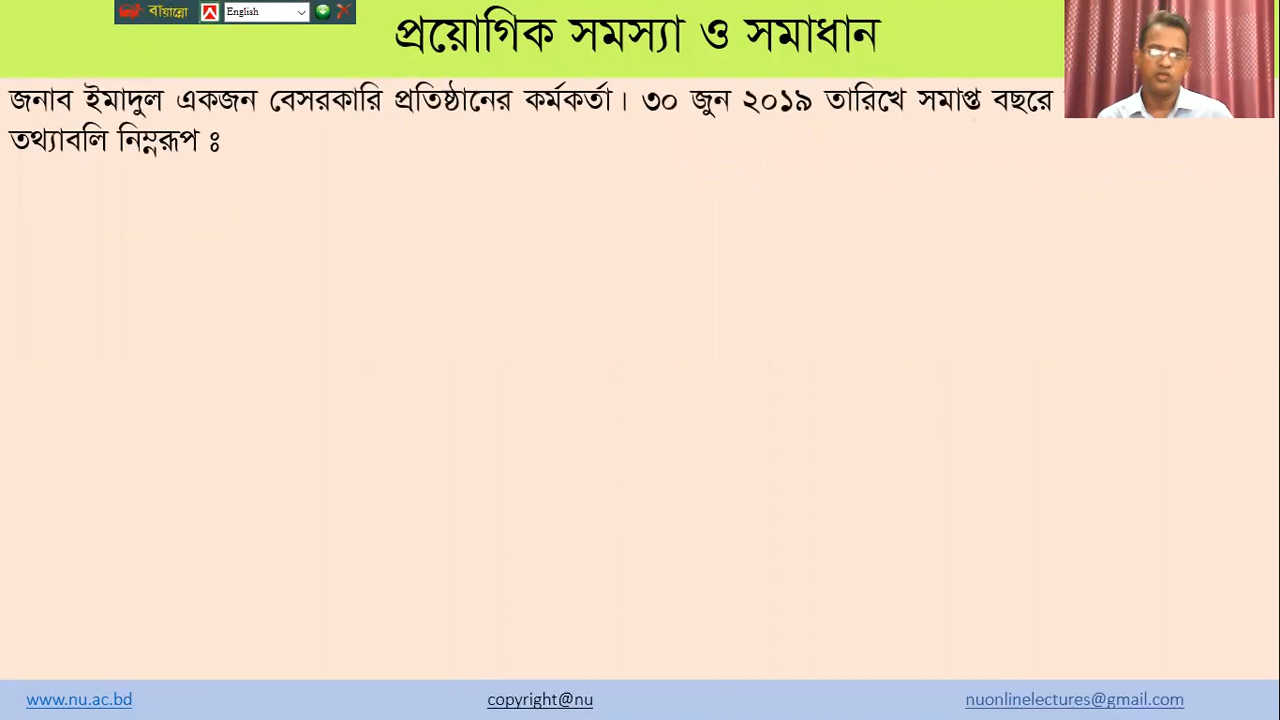 বাঁয়ান্নো English
প্রয়োগিক সমস্যা ও সমাধান
জনাব ইমাদুল একজন বেসরকারি প্রতিষ্ঠানের কর্মকর্তা। ৩০ জুন ২০১৯ তারিখে সমাপ্ত বছরে
তথ্যাবলি নিম্নরূপ ঃ
www.nu.ac.bd
copyright@nu
nuonlinelectures@gmail.com